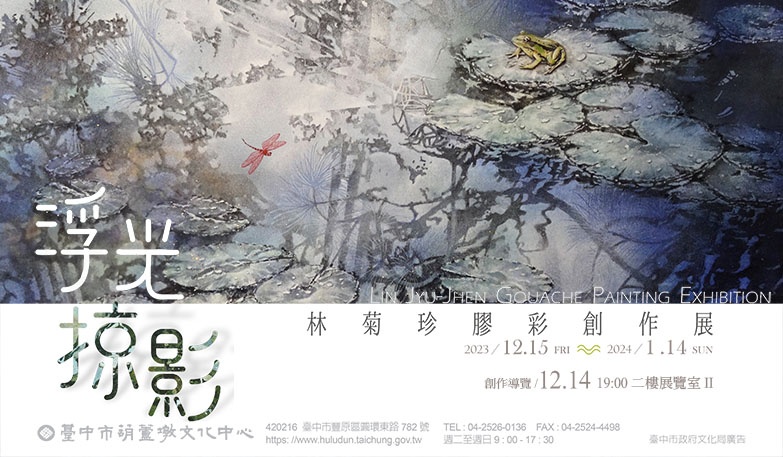 浮光
掠影
LIN JYU-JHEN GOUACHE PAINTING EXHIBITION
林菊珍膠彩創作展
2023 / 12.15 FRI 2024 / 1.14 SUN
創作導覽 / 12.14 19:00 二樓展覽室 II
臺中市葫蘆墩文化中心
420216 臺中市豐原區圓環東路 782 號 TEL : 04-2526-0136 FAX : 04-2524-4498
https://www.huludun.taichung.gov.tw 週二至週日 9 : 00 - 17 : 30
臺中市政府文化局廣告